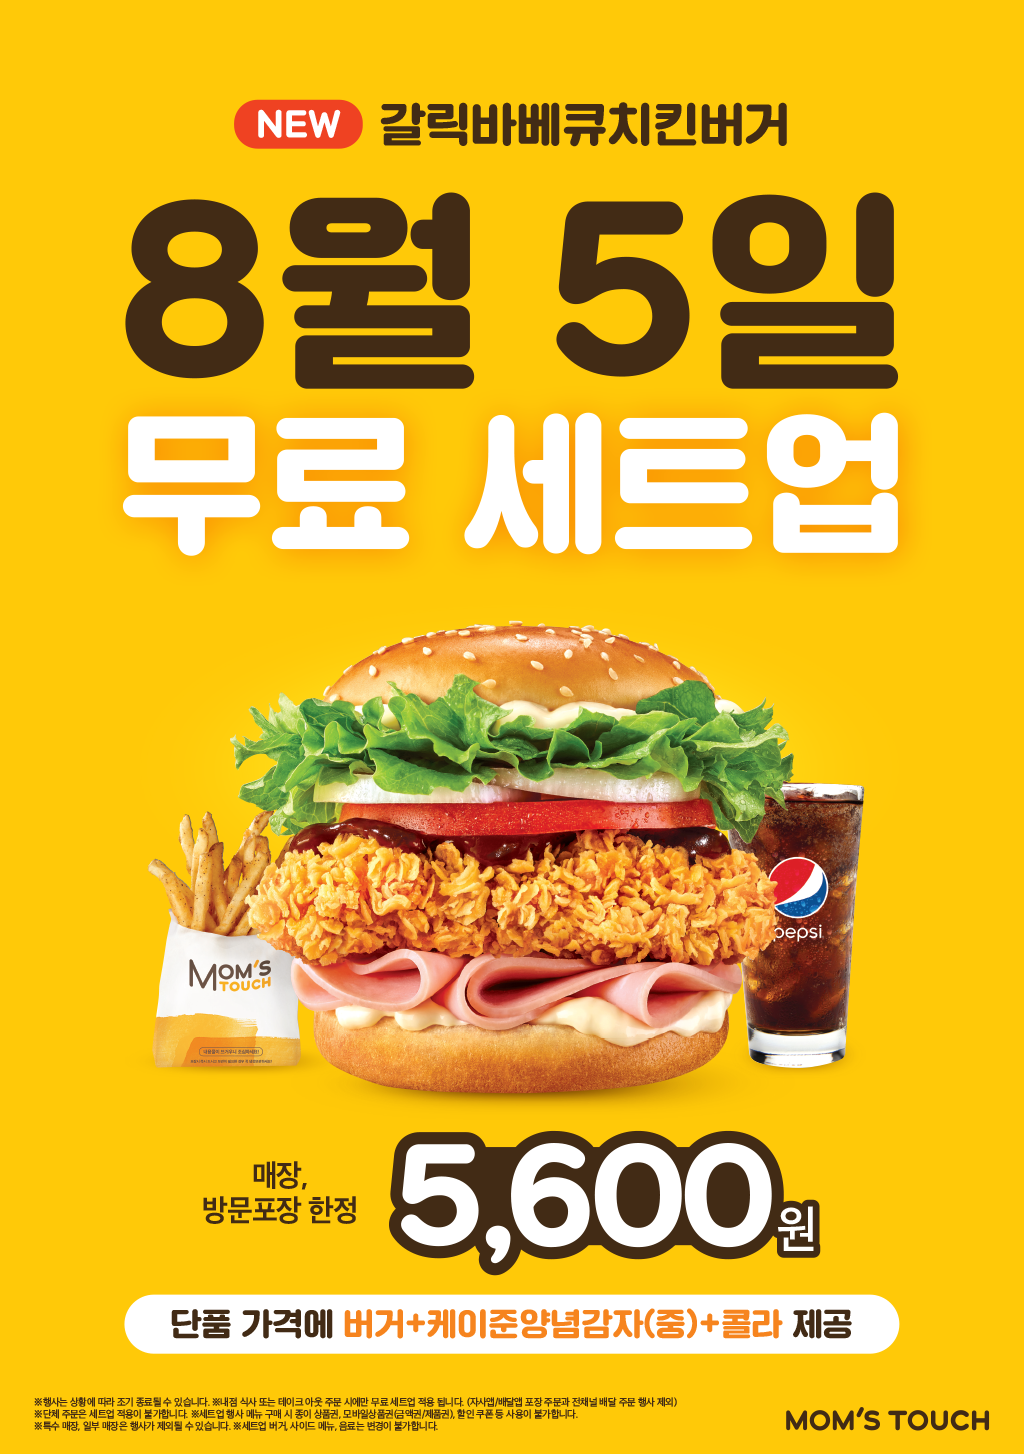 NEW 갈릭바베큐치킨버거
8월 5일
무료 세트업
MOM'S
TOUCH
pepsi
매장,
방문포장 한정
5,600원
단품 가격에 버거+케이준양념감자(중)+콜라 제공
※행사는 상황에 따라 조기 종료될 수 있습니다. ※내점 식사 또는 테이크 아웃 주문 시에만 무료 세트업 적용 됩니다. (자사앱/배달앱 포장 주문과 전채널 배달 주문 행사 제외)
※단체 주문은 세트업 적용이 불가합니다. ※세트업 행사 메뉴 구매 시 종이 상품권, 모바일상품권(금액권/제품권), 할인 쿠폰 등 사용이 불가합니다.
※특수 매장, 일부 매장은 행사가 제외될 수 있습니다. ※세트업 버거, 사이드 메뉴, 음료는 변경이 불가합니다.
MOM'S TOUCH